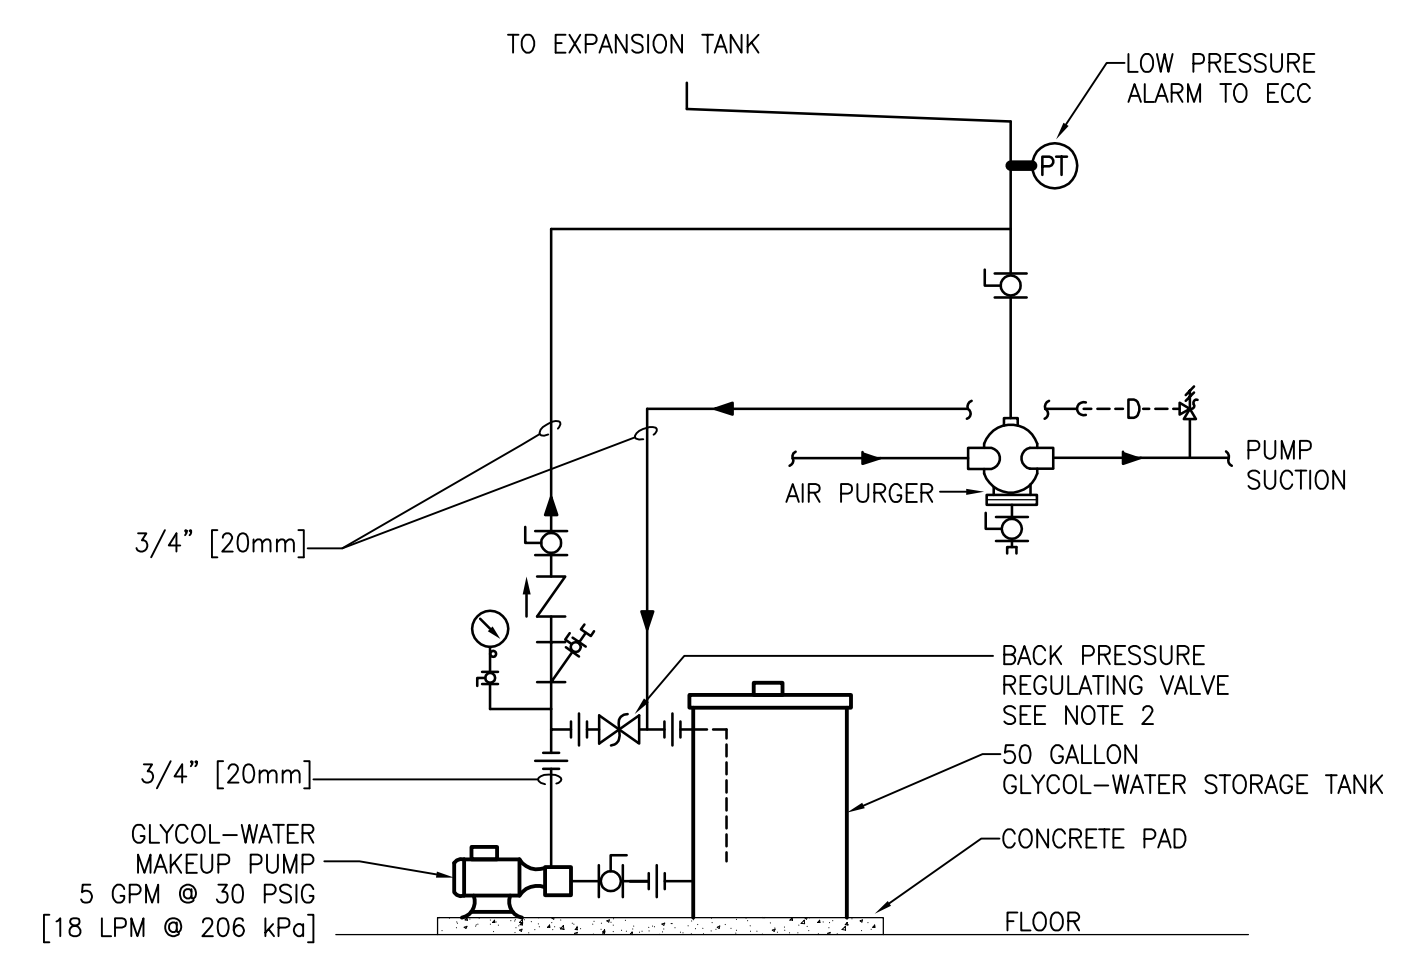 TO EXPANSION TANK
LOW PRESSURE
ALARM TO ECC
PT
PUMP
SUCTION
AIR PURGER
3/4” [20mm]
BACK PRESSURE
REGULATING VALVE
SEE NOTE 2
50 GALLON
GLYCOL-WATER STORAGE TANK
3/4” [20mm]
GLYCOL-WATER
MAKEUP PUMP
5 GPM @ 30 PSIG
[18 LPM @ 206 kPa]
CONCRETE PAD
FLOOR
D